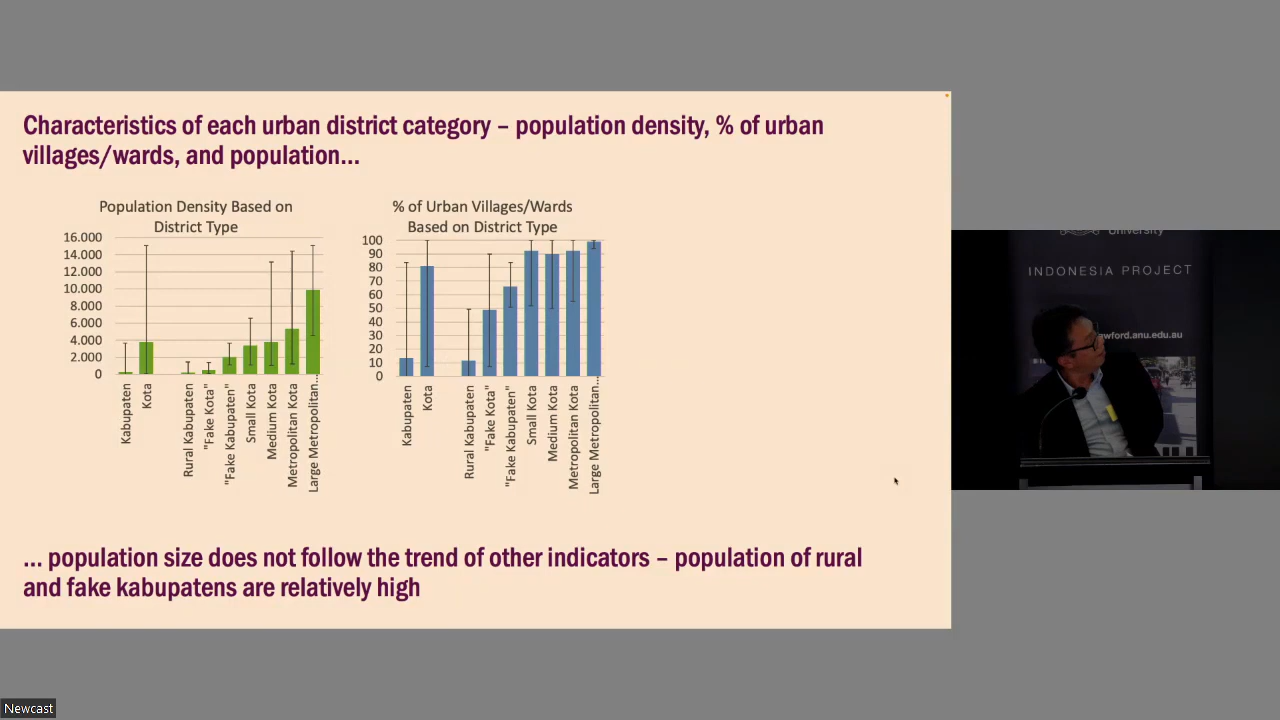 Characteristics of each urban district category – population density, % of urban
villages/wards, and population...
Population Density Based on
District Type
16.000
14.000
12.000
10.000
8.000
6.000
4.000
2.000
0
Kabupaten
Kota
Rural Kabupaten
"Fake Kota"
"Fake Kabupaten"
Small Kota
Medium Kota
Metropolitan Kota
Large Metropolitan...
% of Urban Villages/Wards
Based on District Type
100
90
80
70
60
50
40
30
20
10
0
Kabupaten
Kota
Rural Kabupaten
"Fake Kota"
"Fake Kabupaten"
Small Kota
Medium Kota
Metropolitan Kota
Large Metropolitan...
... population size does not follow the trend of other indicators – population of rural
and fake kabupatens are relatively high
University
INDONESIA PROJECT
wford.anu.edu.au
Newcast